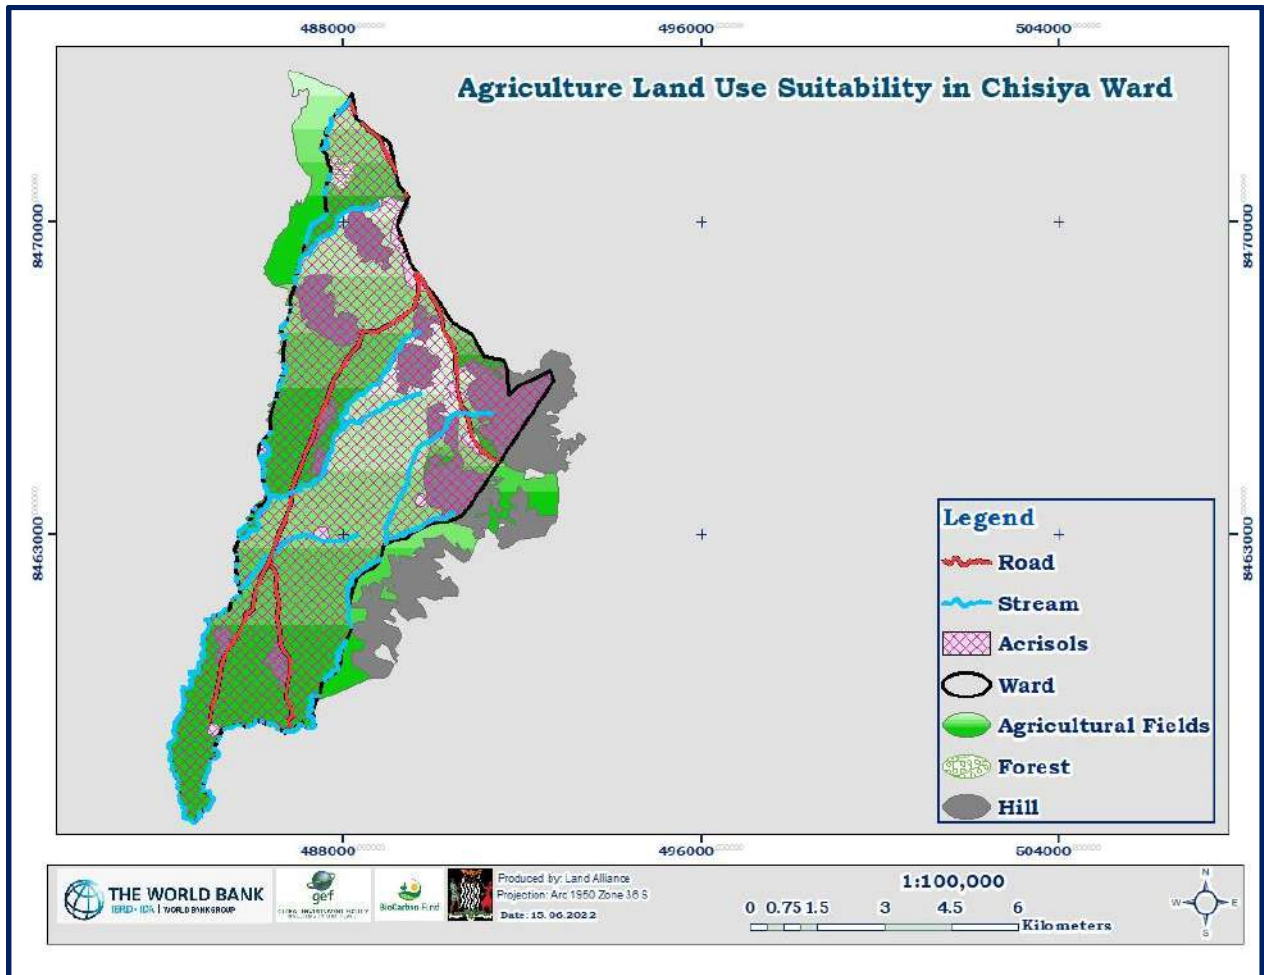 488000
496000
504000
Agriculture Land Use Suitability in Chisiya Ward
8470000
8470000
8463000
8463000
Legend
Road
Stream
Acrisols
Ward
Agricultural Fields
Forest
Hill
488000
496000
504000
THE WORLD BANK
IBRD • IDA | WORLD BANK GROUP
gef
GLOBAL ENVIRONMENT FACILITY
BioCarbon Fund
Produced by: Land Alliance
Projection: Arc 1950 Zone 36 S
Date: 15.06.2022
1:100,000
0 0.75 1.5 3 4.5 6
Kilometers
N
W E
S